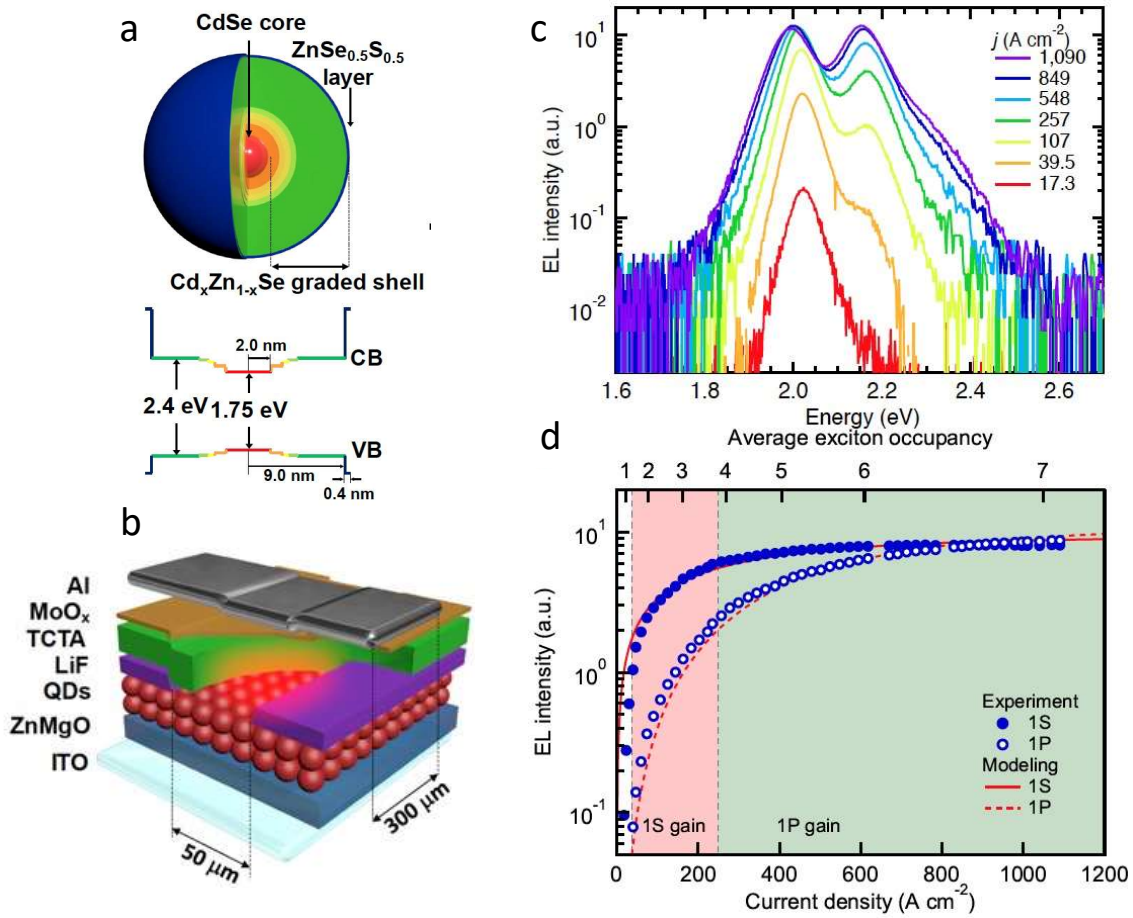 a
CdSe core
ZnSe0.5S0.5
layer
CdxZn1-xSe graded shell
2.0 nm
CB
2.4 eV
1.75 eV
VB
9.0 nm
0.4 nm
b
Al
MoOx
TCTA
LiF
QDs
ZnMgO
ITO
50 µm
300 µm
c
EL intensity (a.u.)
10^1
10^0
10^-1
10^-2
j (A cm^-2)
1,090
849
548
257
107
39.5
17.3
1.6 1.8 2.0 2.2 2.4 2.6
Energy (eV)
d
Average exciton occupancy
1 2 3 4 5 6 7
EL intensity (a.u.)
10^1
10^0
10^-1
Experiment
1S
1P
Modeling
1S
1P
1S gain
1P gain
0 200 400 600 800 1000 1200
Current density (A cm^-2)